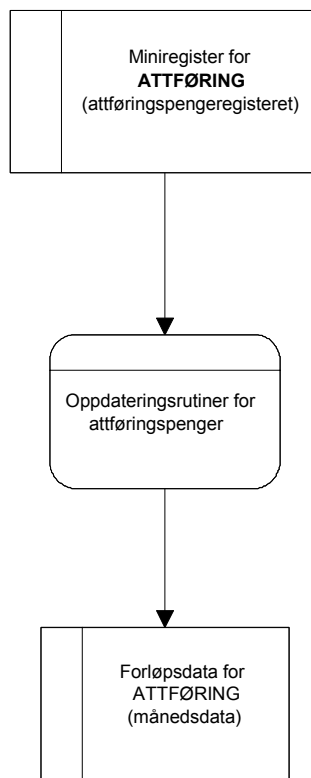 Miniregister for
ATTFØRING
(attføringspengeregisteret)
Oppdateringsrutiner for
attføringspenger
Forløpsdata for
ATTFØRING
(månedsdata)